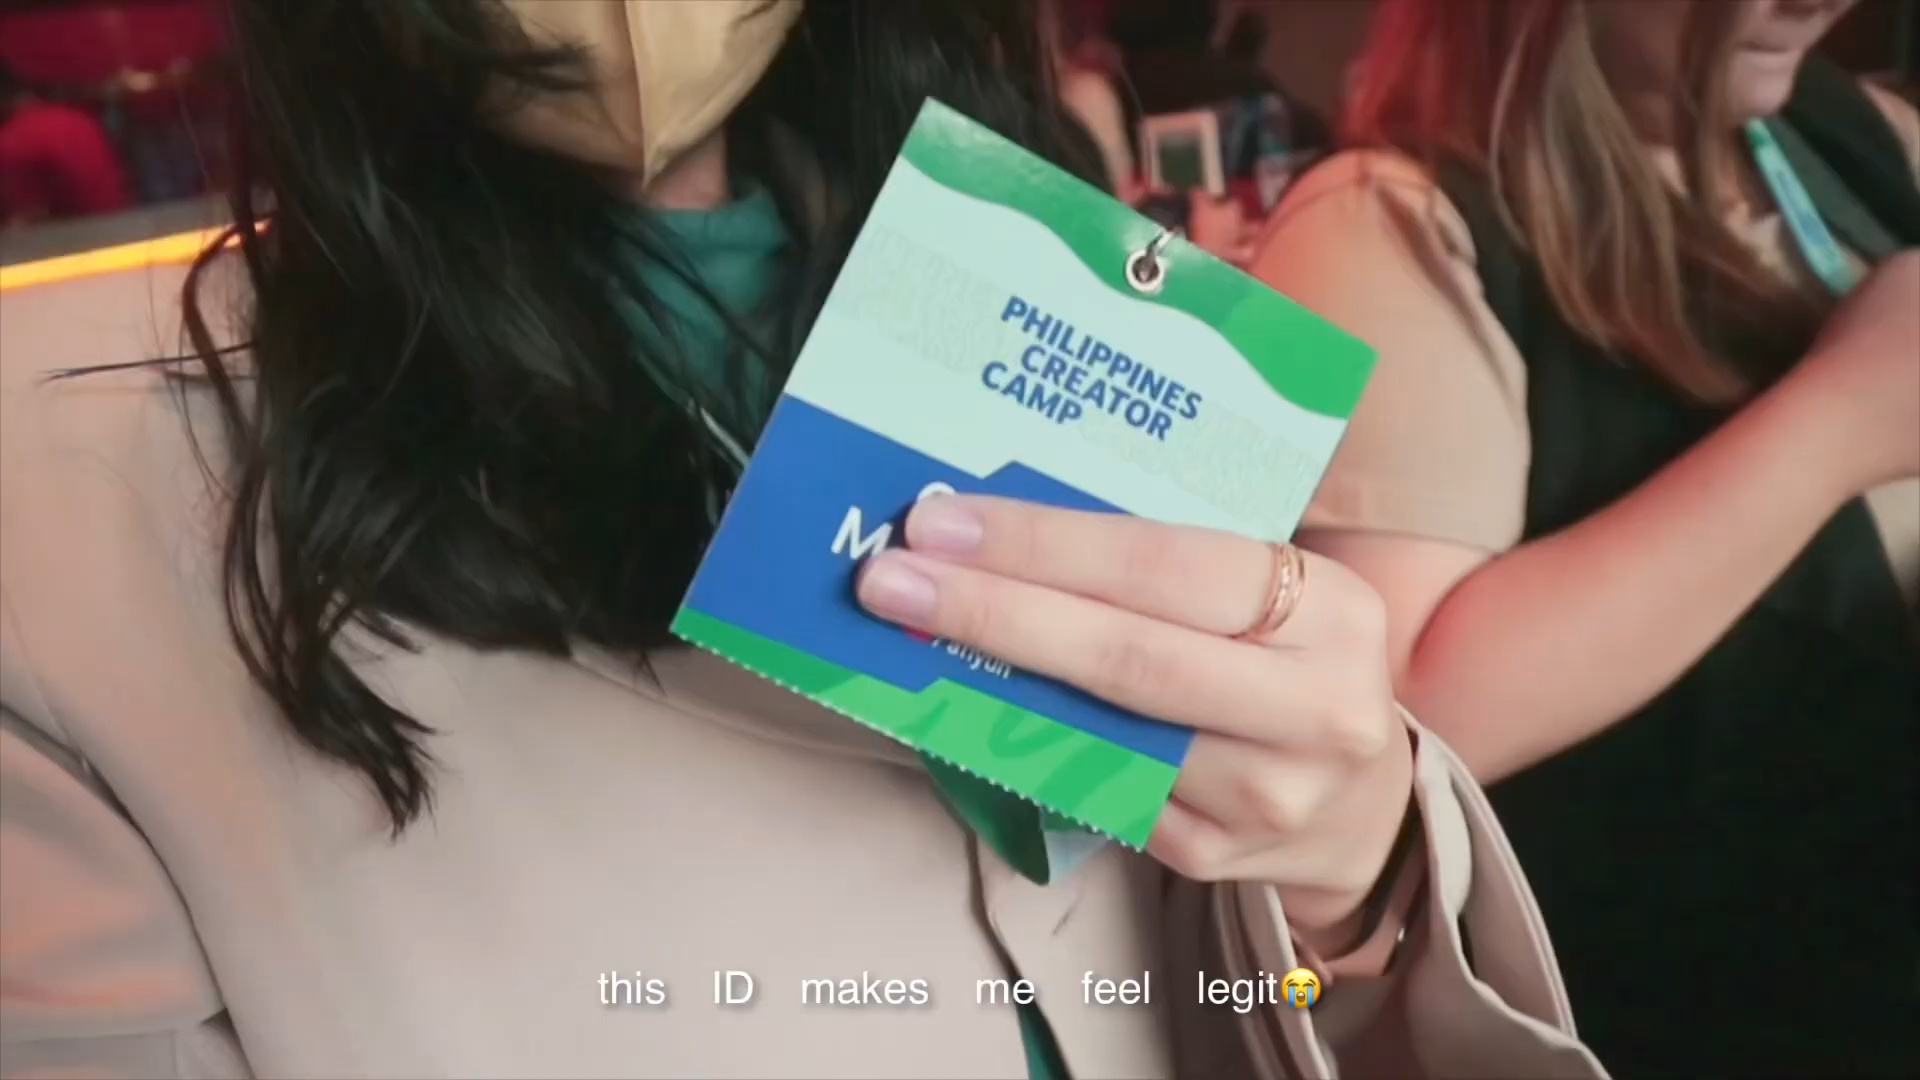 PHILIPPINES
CREATOR
CAMP
M
this ID makes me feel legit😭